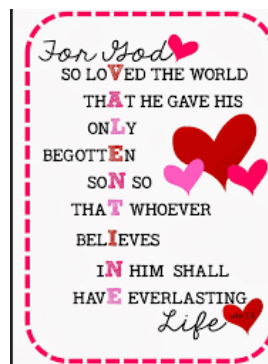 For God
SO LOVED THE WORLD
THAT HE GAVE HIS
ONLY
BEGOTTEN
SON SO
THAT WHOEVER
BELIEVES
IN HIM SHALL
HAVE EVERLASTING
Life